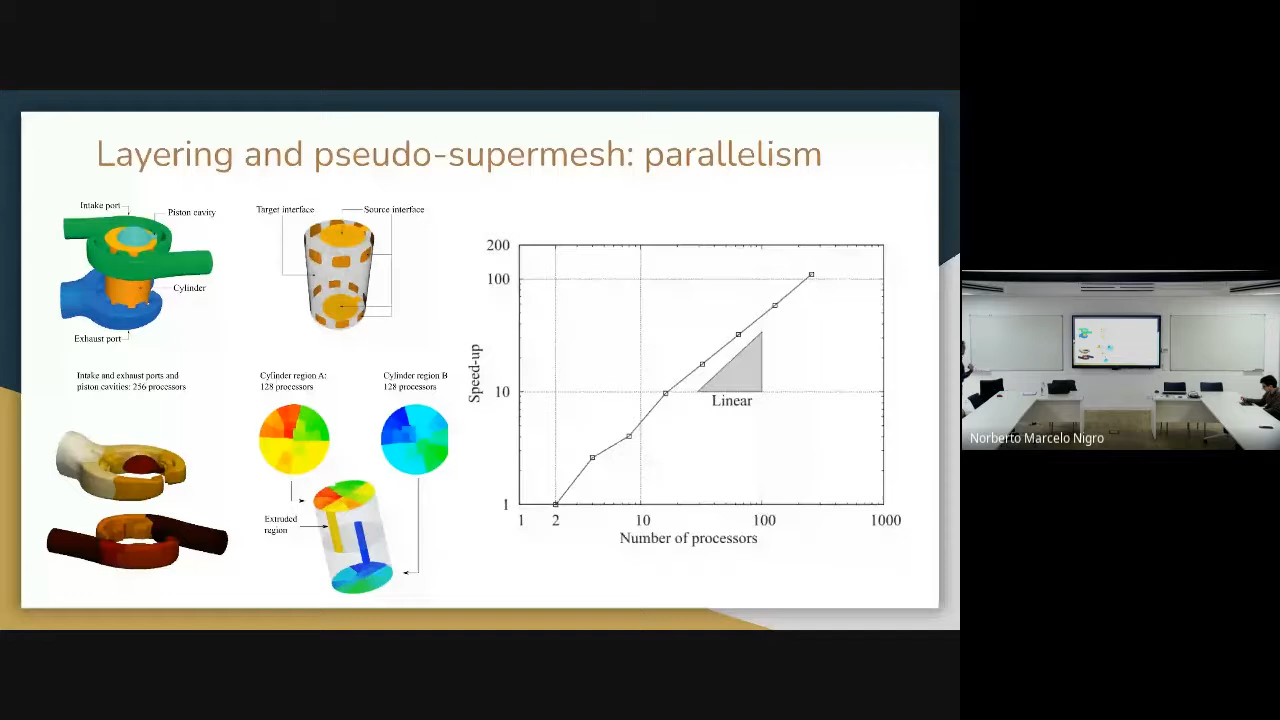 Layering and pseudo-supermesh: parallelism
Intake port
Piston cavity
Cylinder
Exhaust port
Target interface
Source interface
Intake and exhaust ports and
piston cavities: 256 processors
Cylinder region A:
128 processors
Cylinder region B
128 processors
Extruded
region
200
100
10
1
Speed-up
Linear
1
2
10
100
1000
Number of processors
Norberto Marcelo Nigro